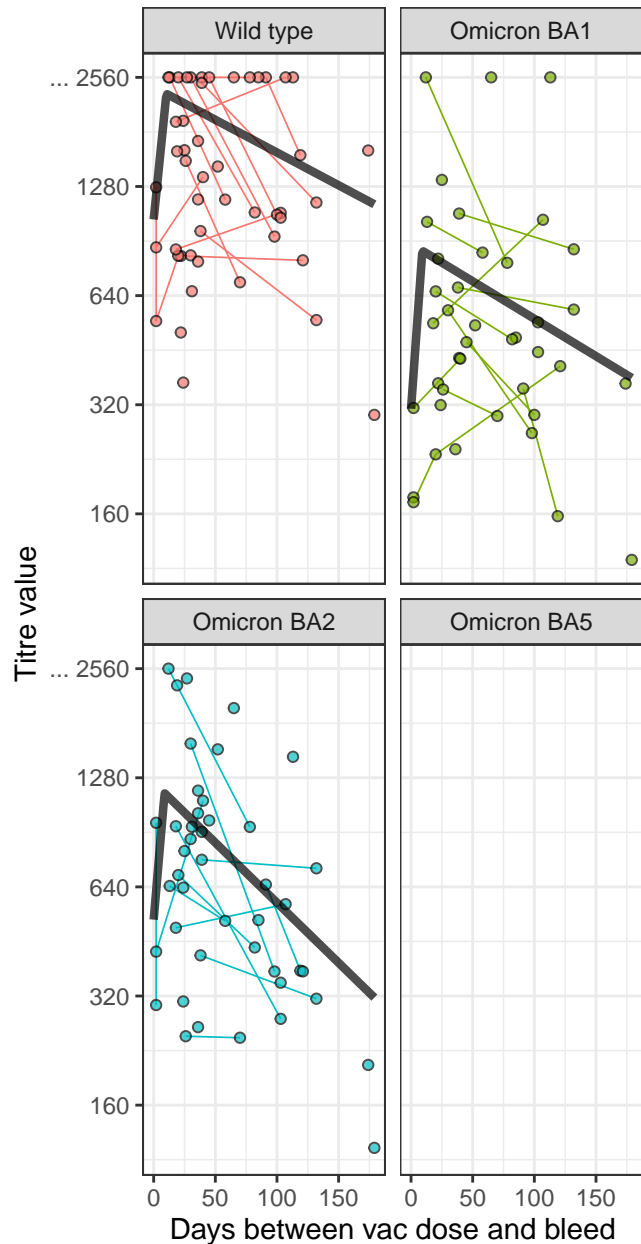 Wild type
Omicron BA1
... 2560
1280
640
320
160
Titre value
Omicron BA2
Omicron BA5
... 2560
1280
640
320
160
0 50 100 150 0 50 100 150
Days between vac dose and bleed